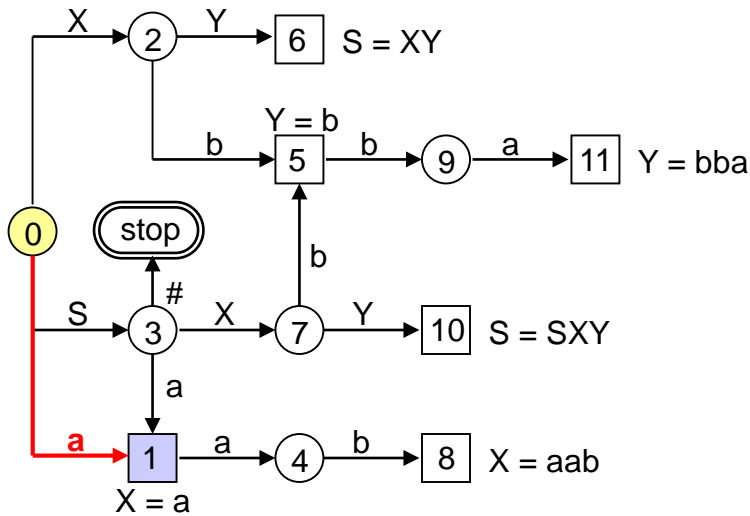 X
2
Y
6
S = XY
Y = b
b
5
b
9
a
11
Y = bba
0
stop
b
#
S
3
X
7
Y
10
S = SXY
a
a
1
a
4
b
8
X = aab
X = a